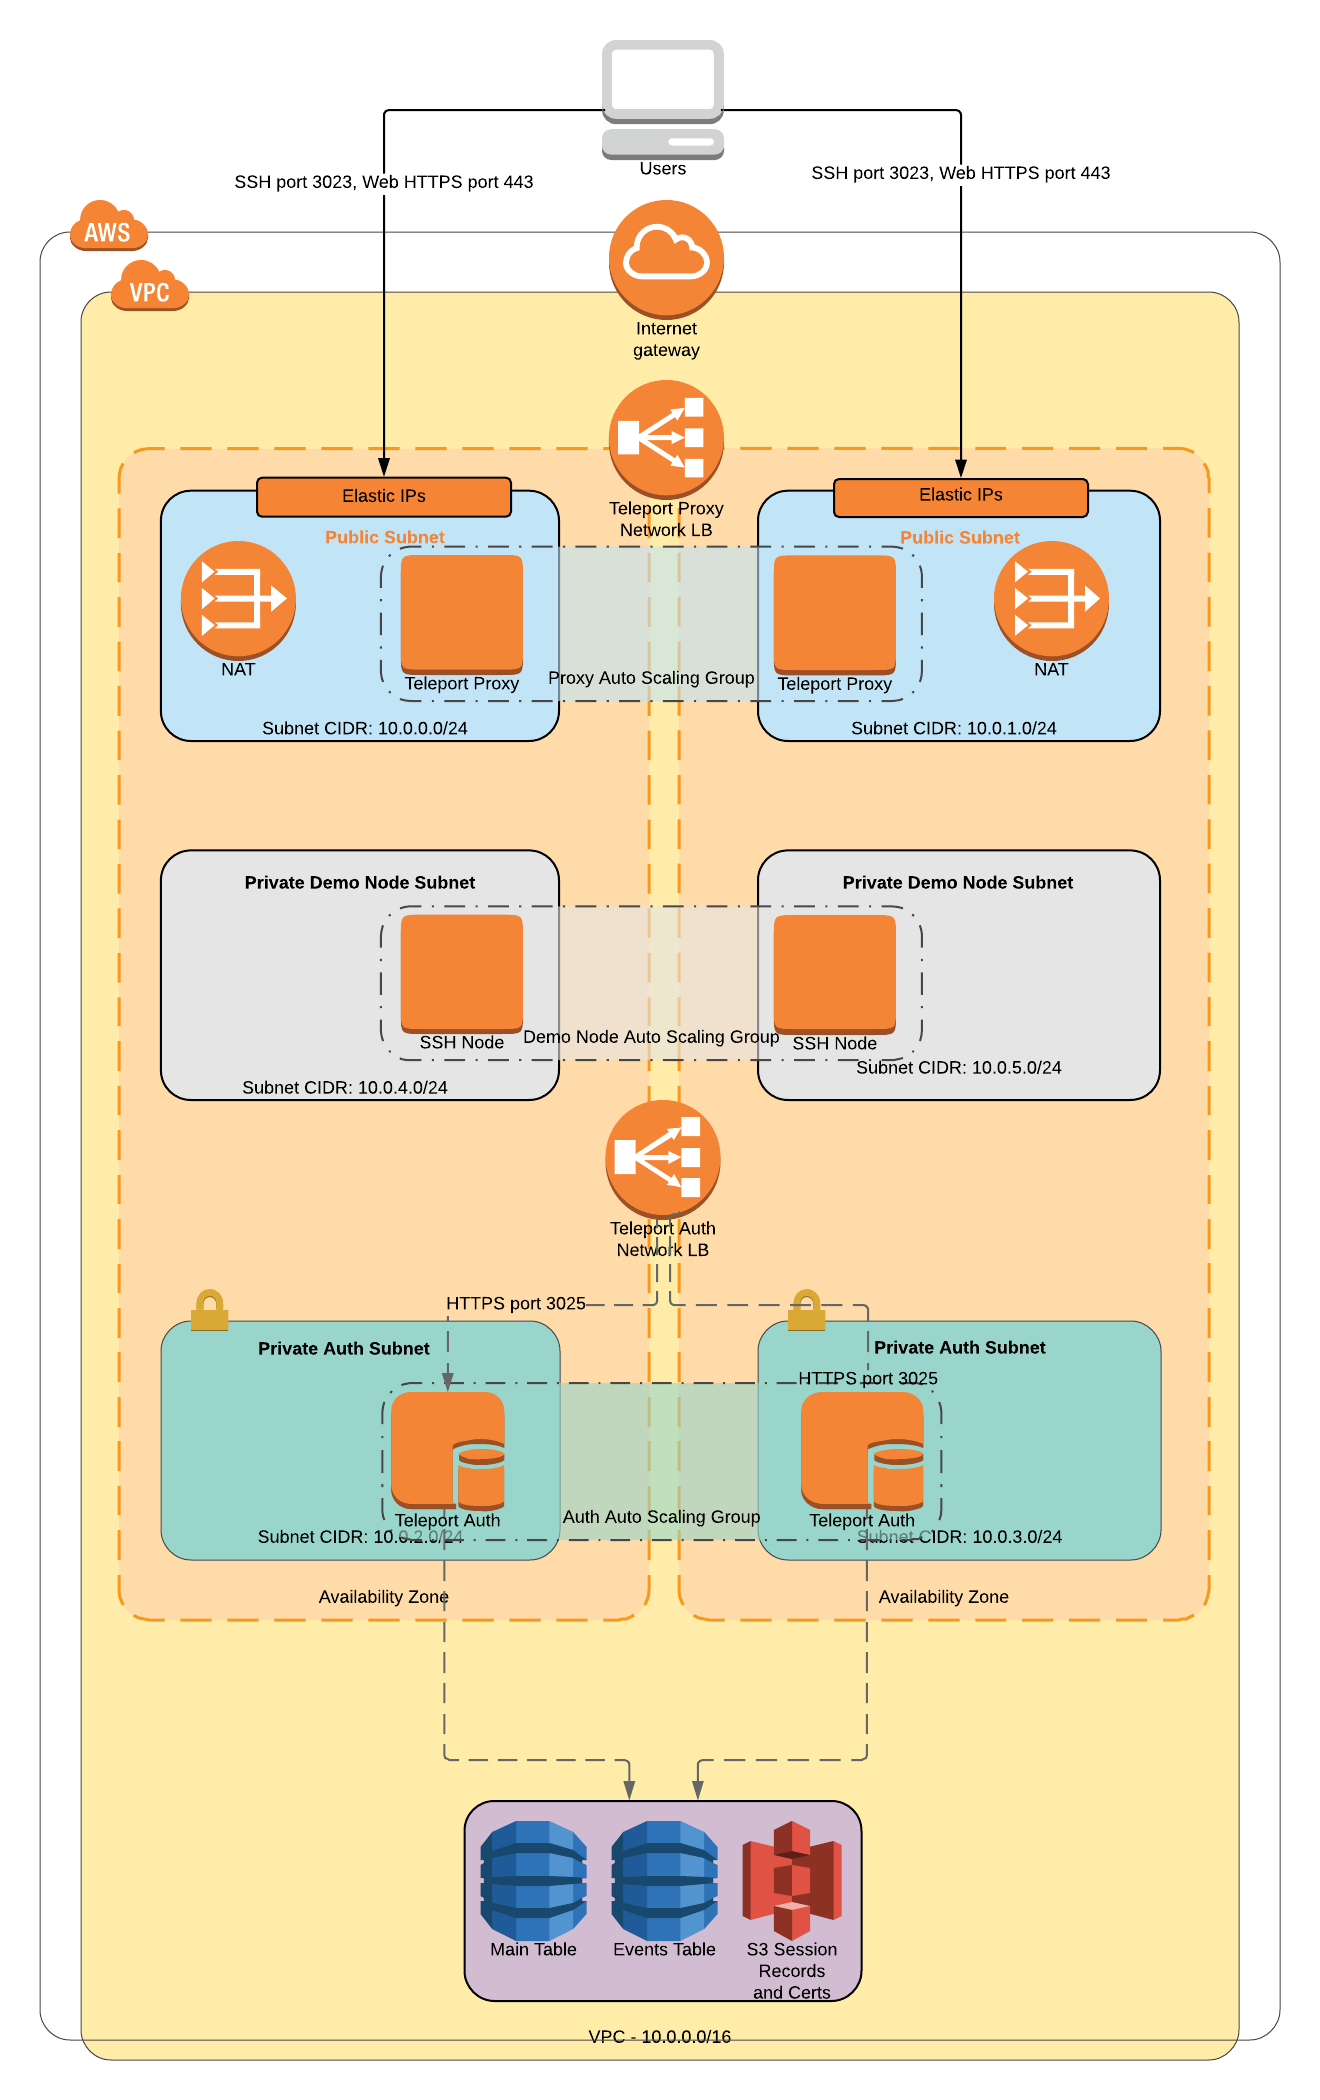 Users
SSH port 3023, Web HTTPS port 443
SSH port 3023, Web HTTPS port 443
AWS
VPC
Internet
gateway
Elastic IPs
Elastic IPs
Teleport Proxy
Network LB
Public Subnet
Public Subnet
NAT
Teleport Proxy
Proxy Auto Scaling Group
Teleport Proxy
NAT
Subnet CIDR: 10.0.0.0/24
Subnet CIDR: 10.0.1.0/24
Private Demo Node Subnet
Private Demo Node Subnet
SSH Node
Demo Node Auto Scaling Group
SSH Node
Subnet CIDR: 10.0.4.0/24
Subnet CIDR: 10.0.5.0/24
Teleport Auth
Network LB
HTTPS port 3025
Private Auth Subnet
Private Auth Subnet
HTTPS port 3025
Teleport Auth
Auth Auto Scaling Group
Teleport Auth
Subnet CIDR: 10.0.2.0/24
Subnet CIDR: 10.0.3.0/24
Availability Zone
Availability Zone
Main Table
Events Table
S3 Session
Records
and Certs
VPC - 10.0.0.0/16